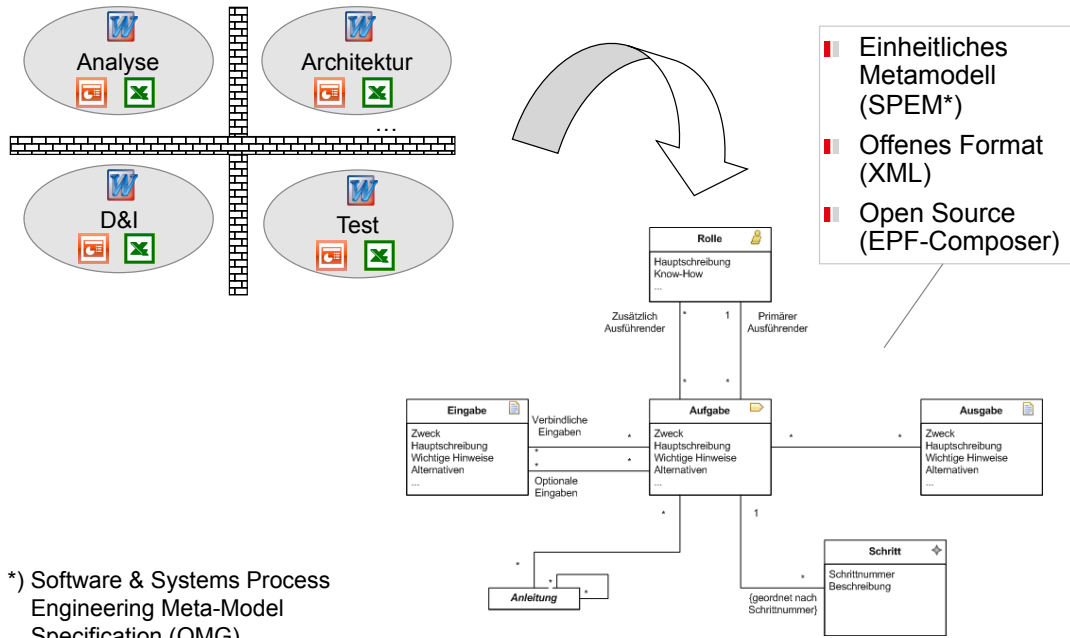 Analyse
Architektur
...
D&I
Test
Einheitliches
Metamodell
(SPEM*)
Offenes Format
(XML)
Open Source
(EPF-Composer)
Rolle
Hauptschreibung
Know-How
...
Zusätzlich
Ausführender
*
1
Primärer
Ausführender
*
*
Eingabe
Zweck
Hauptschreibung
Wichtige Hinweise
Alternativen
...
Verbindliche
Eingaben
*
*
*
*
Optionale
Eingaben
Aufgabe
Zweck
Hauptschreibung
Wichtige Hinweise
Alternativen
...
*
*
Ausgabe
Zweck
Hauptschreibung
Wichtige Hinweise
Alternativen
...
*
1
*
*
*
Anleitung
*
{geordnet nach
Schrittnummer}
Schritt
Schrittnummer
Beschreibung
*) Software & Systems Process
Engineering Meta-Model
Specification (OMG)